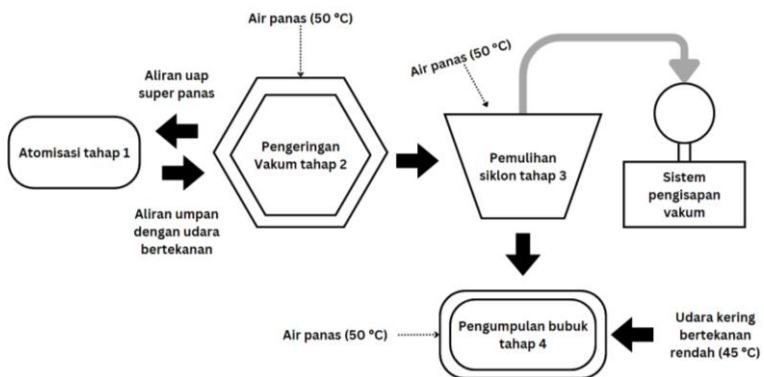 Air panas (50 °C)
Aliran uap
super panas
Atomisasi tahap 1
Aliran umpan
dengan udara
bertekanan
Pengeringan
Vakum tahap 2
Air panas (50 °C)
Pemulihan
siklon tahap 3
Sistem
pengisapan
vakum
Air panas (50 °C)
Pengumpulan bubuk
tahap 4
Udara kering
bertekanan
rendah (45 °C)